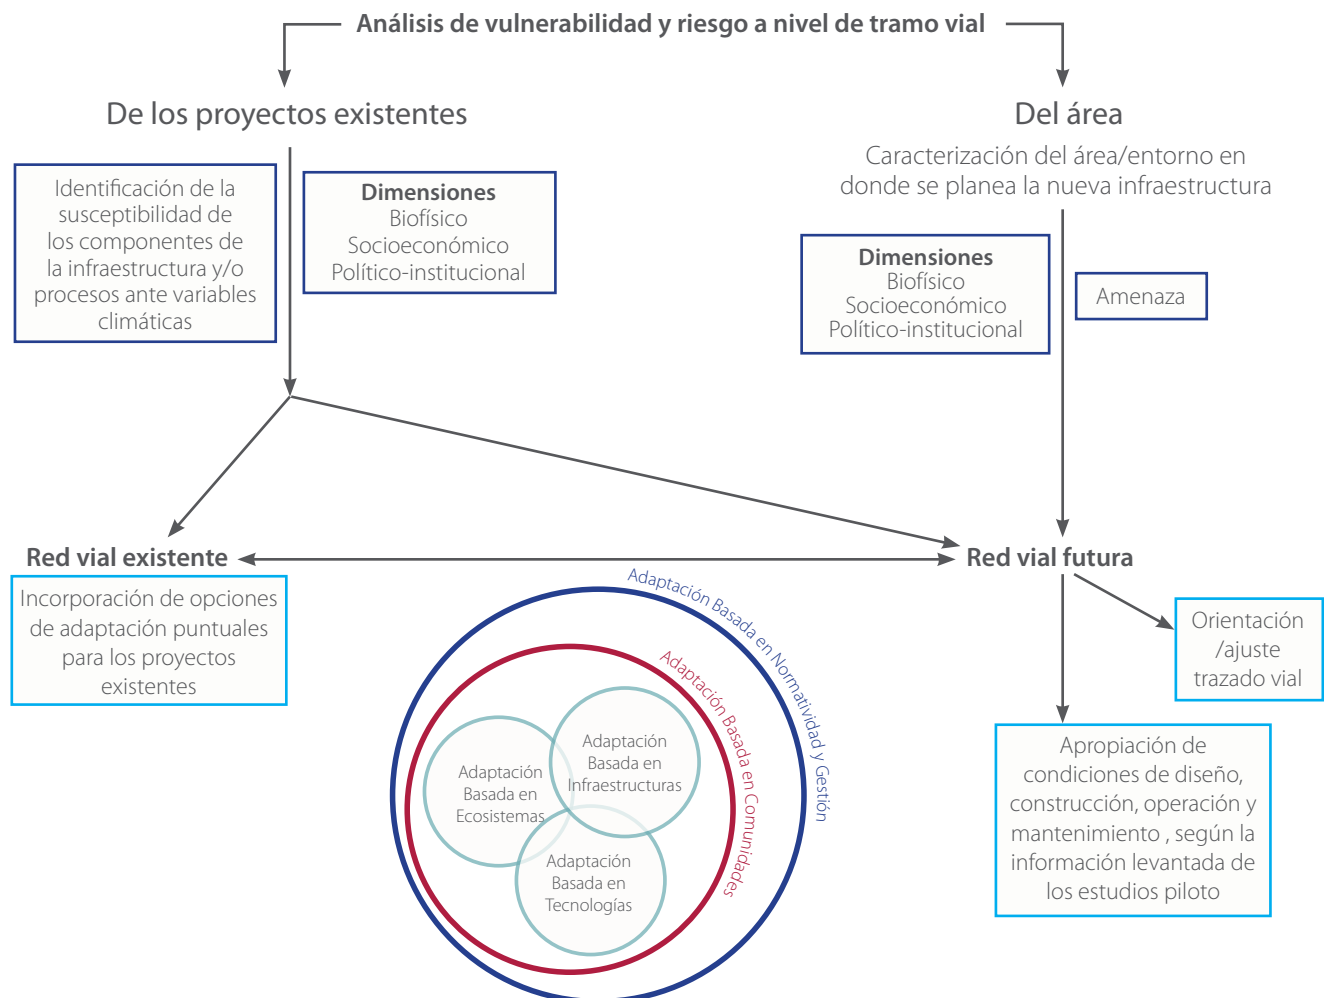 Análisis de vulnerabilidad y riesgo a nivel de tramo vial
De los proyectos existentes
Identificación de la
susceptibilidad de
los componentes de
la infraestructura y/o
procesos ante variables
climáticas
Dimensiones
Biofísico
Socioeconómico
Político-institucional
Del área
Caracterización del área/entorno en
donde se planea la nueva infraestructura
Dimensiones
Biofísico
Socioeconómico
Político-institucional
Amenaza
Red vial existente
Incorporación de opciones
de adaptación puntuales
para los proyectos
existentes
Red vial futura
Orientación
/ajuste
trazado vial
Apropiación de
condiciones de diseño,
construcción, operación y
mantenimiento , según la
información levantada de
los estudios piloto
Adaptación Basada en Normatividad y Gestión
Adaptación Basada en Comunidades
Adaptación
Basada en
Ecosistemas
Adaptación
Basada en
Infraestructuras
Adaptación
Basada en
Tecnologías